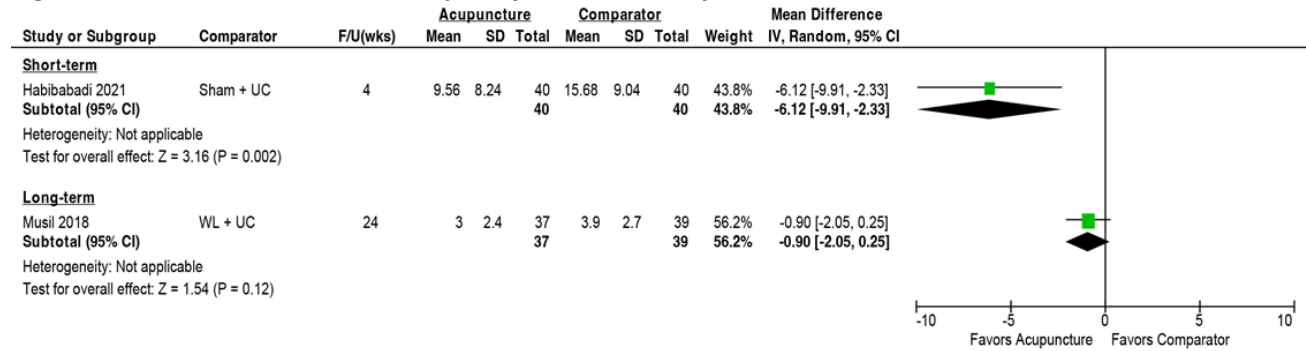 Acupuncture Comparator Mean Difference
Study or Subgroup Comparator F/U(wks) Mean SD Total Mean SD Total Weight IV, Random, 95% CI
Short-term
Habibabadi 2021 Sham + UC 4 9.56 8.24 40 15.68 9.04 40 43.8% -6.12 [-9.91, -2.33]
Subtotal (95% CI) 40 40 43.8% -6.12 [-9.91, -2.33]
Heterogeneity: Not applicable
Test for overall effect: Z = 3.16 (P = 0.002)
Long-term
Musil 2018 WL + UC 24 3 2.4 37 3.9 2.7 39 56.2% -0.90 [-2.05, 0.25]
Subtotal (95% CI) 37 39 56.2% -0.90 [-2.05, 0.25]
Heterogeneity: Not applicable
Test for overall effect: Z = 1.54 (P = 0.12)
-10 -5 0 5 10
Favors Acupuncture Favors Comparator